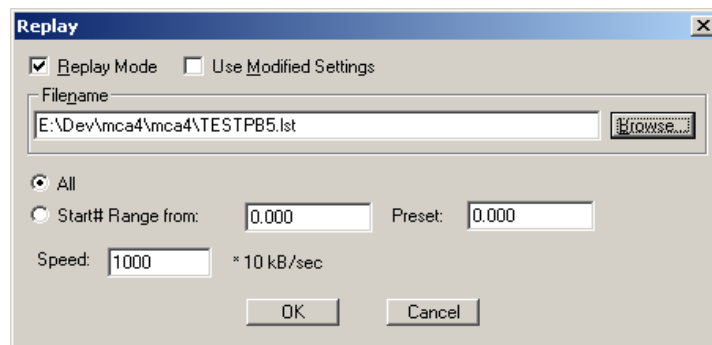 Replay
Replay Mode Use Modified Settings
Filename
E:\Dev\mca4\mca4\TESTPB5.lst Browse...
All
Start# Range from: 0.000 Preset: 0.000
Speed: 1000 * 10 kB/sec
OK Cancel